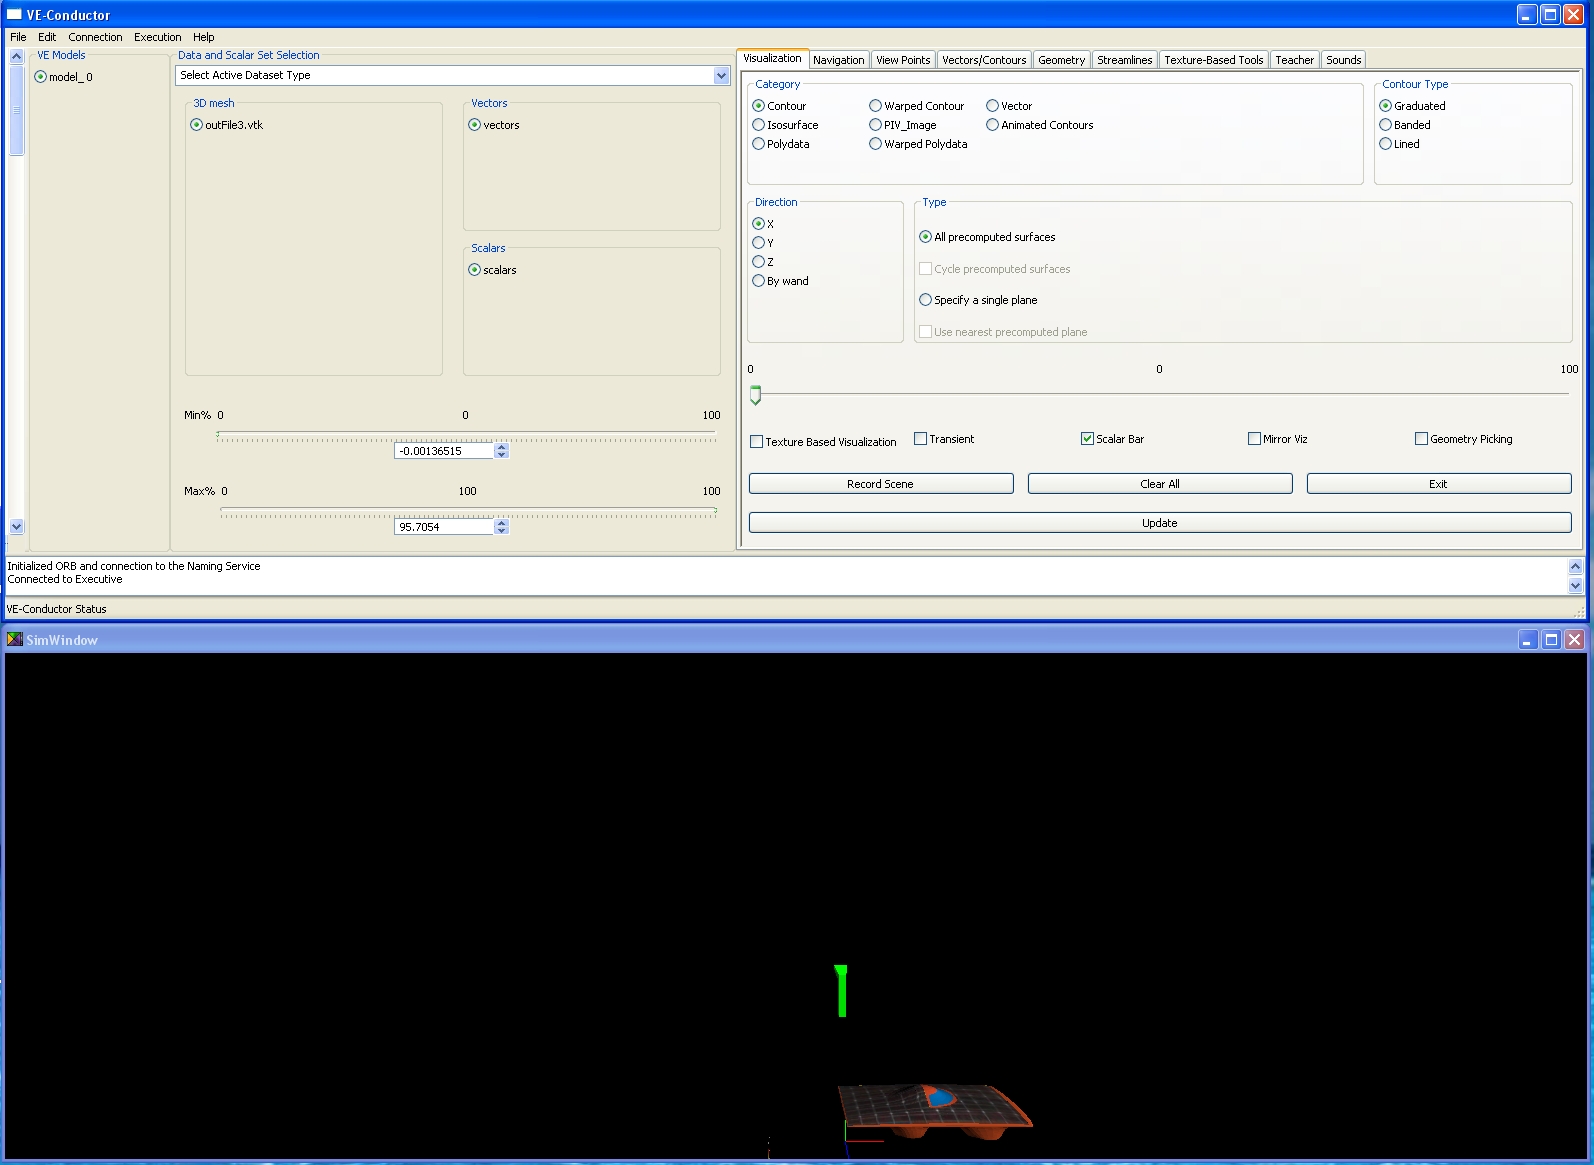 VE-Conductor
File Edit Connection Execution Help
VE Models
model_ 0
Data and Scalar Set Selection
Select Active Dataset Type
3D mesh
outFile3.vtk
Vectors
vectors
Scalars
scalars
Min% 0 0 100
-0.00136515
Max% 0 100 100
95.7054
Visualization Navigation View Points Vectors/Contours Geometry Streamlines Texture-Based Tools Teacher Sounds
Category
Contour Warped Contour Vector
Isosurface PIV_Image Animated Contours
Polydata Warped Polydata
Contour Type
Graduated
Banded
Lined
Direction
X
Y
Z
By wand
Type
All precomputed surfaces
Cycle precomputed surfaces
Specify a single plane
Use nearest precomputed plane
0 0 100
Texture Based Visualization Transient Scalar Bar Mirror Viz Geometry Picking
Record Scene Clear All Exit
Update
Initialized ORB and connection to the Naming Service
Connected to Executive
VE-Conductor Status
SimWindow